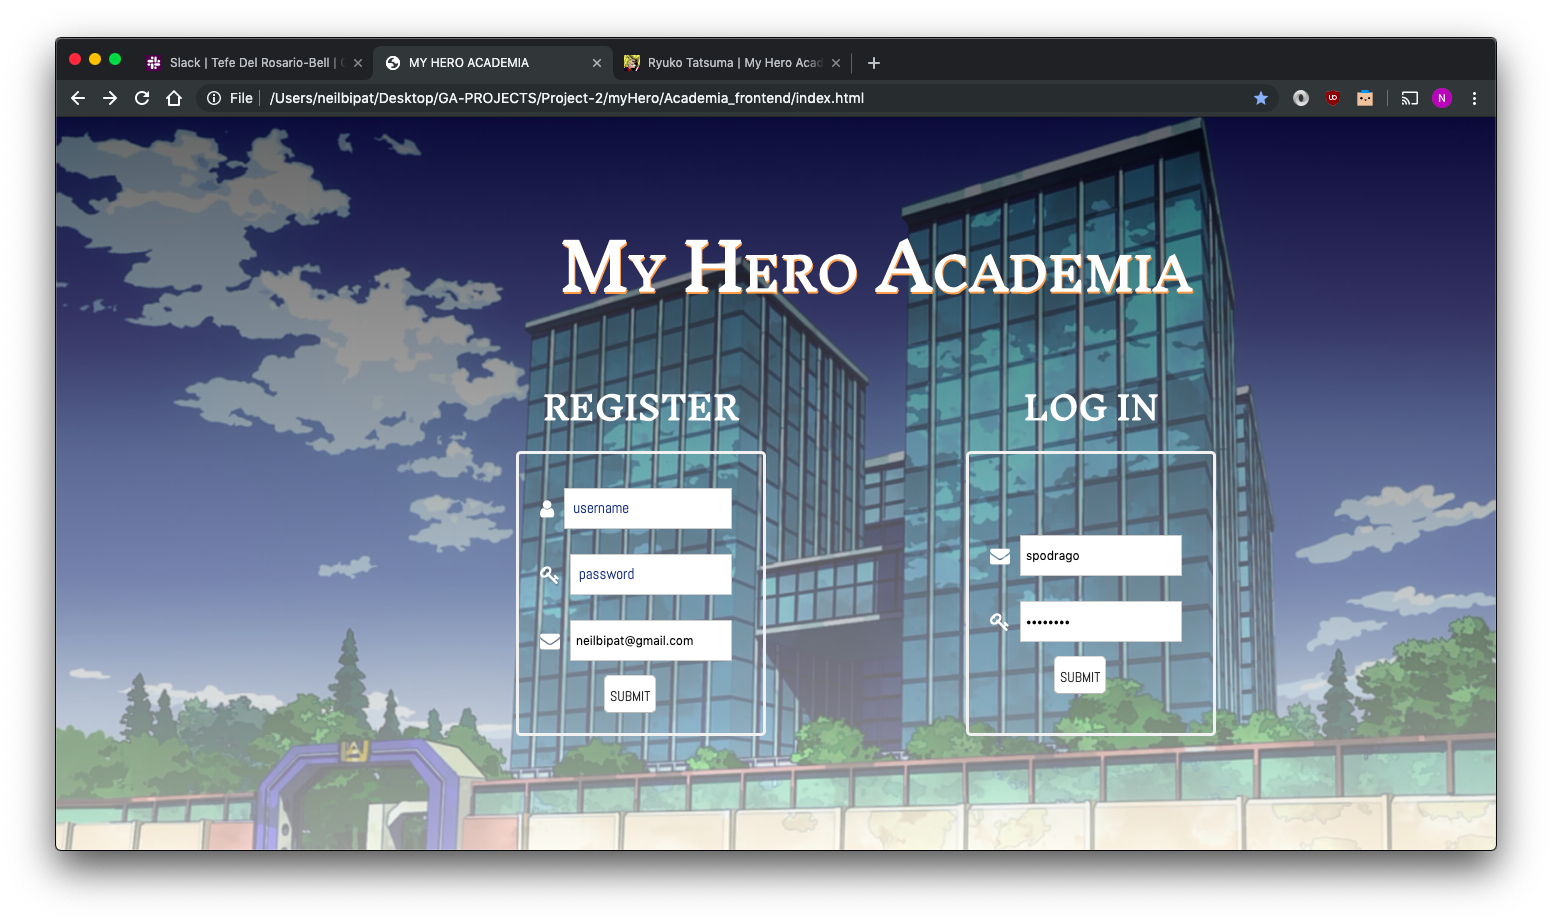 Slack | Tefe Del Rosario-Bell |
MY HERO ACADEMIA
Ryuko Tatsuma | My Hero Acad
File
/Users/neilbipat/Desktop/GA-PROJECTS/Project-2/myHero/Academia_frontend/index.html
N
My Hero Academia
REGISTER
LOG IN
username
password
neilbipat@gmail.com
SUBMIT
spodrago
••••••••
SUBMIT